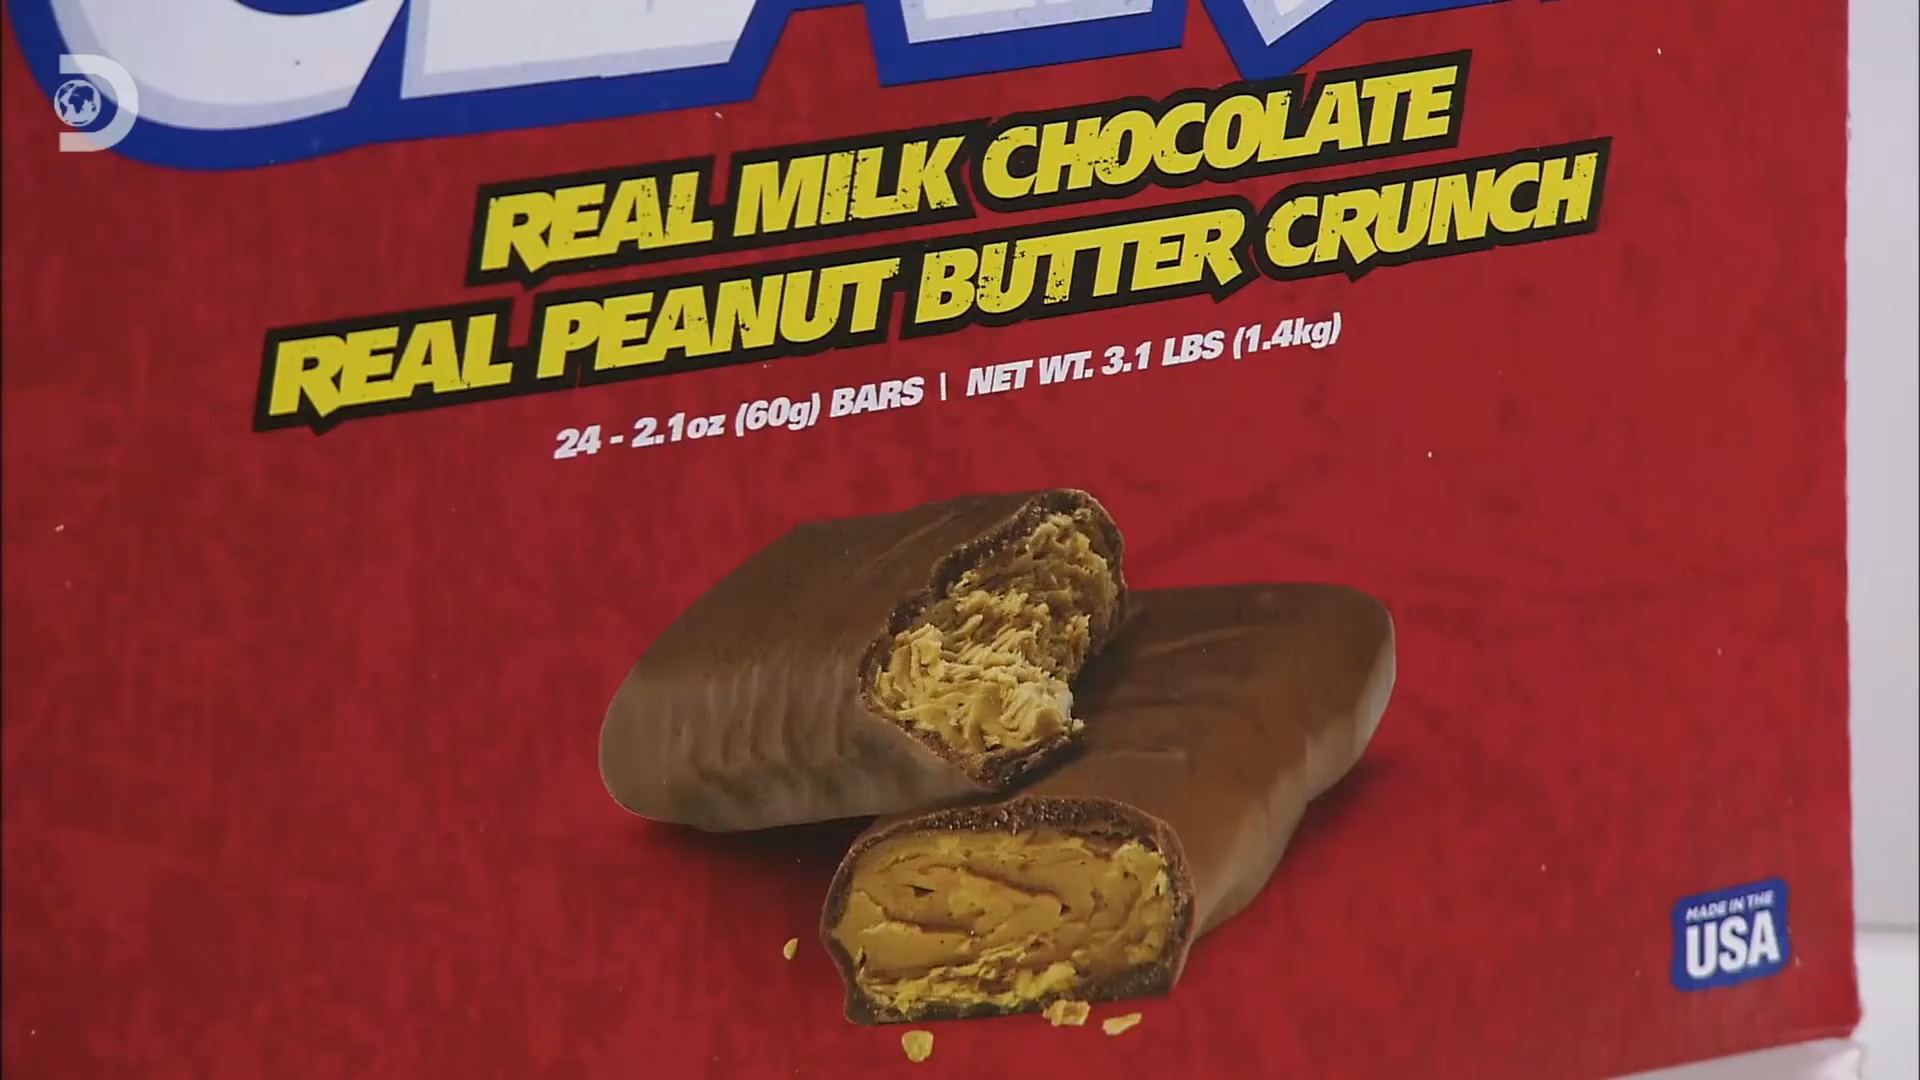 REAL MILK CHOCOLATE
REAL PEANUT BUTTER CRUNCH
24 - 2.1oz (60g) BARS | NET WT. 3.1 LBS (1.4kg)
MADE IN THE
USA